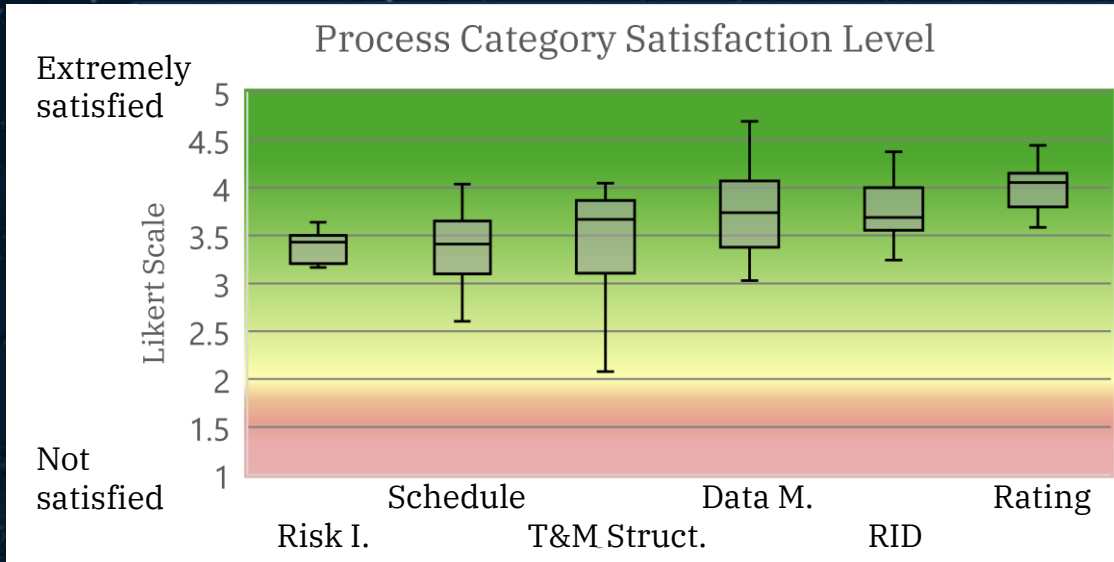 Process Category Satisfaction Level
Extremely
satisfied
5
4.5
4
3.5
3
2.5
2
1.5
1
Likert Scale
Not
satisfied
Schedule
Data M.
Rating
Risk I.
T&M Struct.
RID